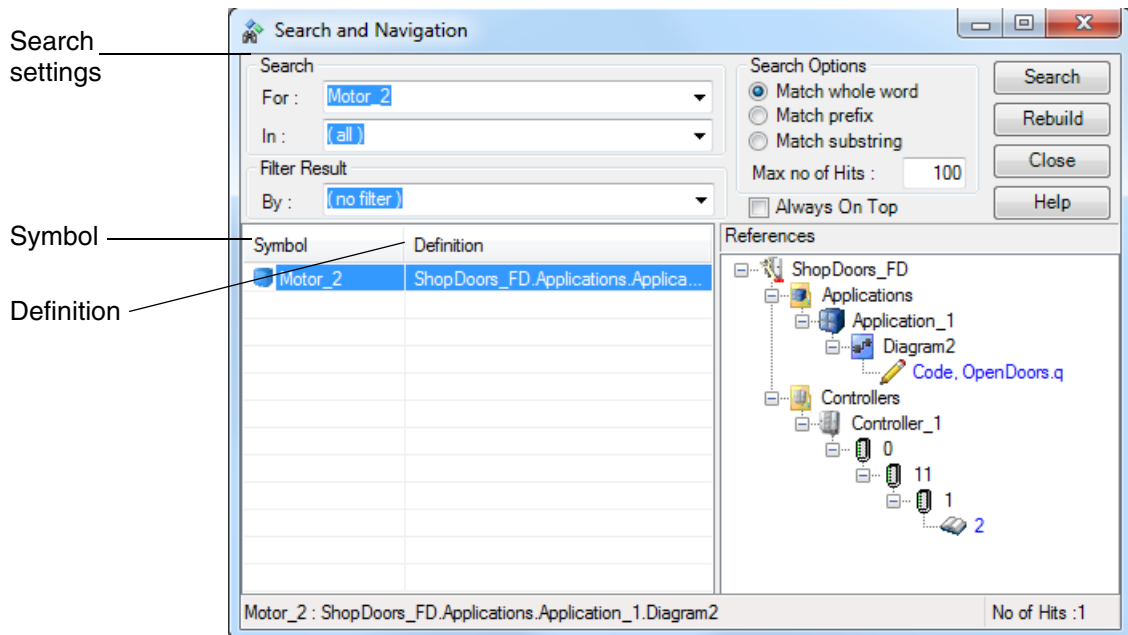 Search and Navigation
Search
settings
Search
For :
Motor_2
In :
( all )
Filter Result
By :
( no filter )
Search Options
Match whole word
Match prefix
Match substring
Max no of Hits :
100
Always On Top
Search
Rebuild
Close
Help
Symbol
Definition
Symbol
Definition
Motor_2
ShopDoors_FD.Applications.Applica...
References
ShopDoors_FD
Applications
Application_1
Diagram2
Code, OpenDoors.q
Controllers
Controller_1
0
11
1
2
Motor_2 : ShopDoors_FD.Applications.Application_1.Diagram2
No of Hits :1